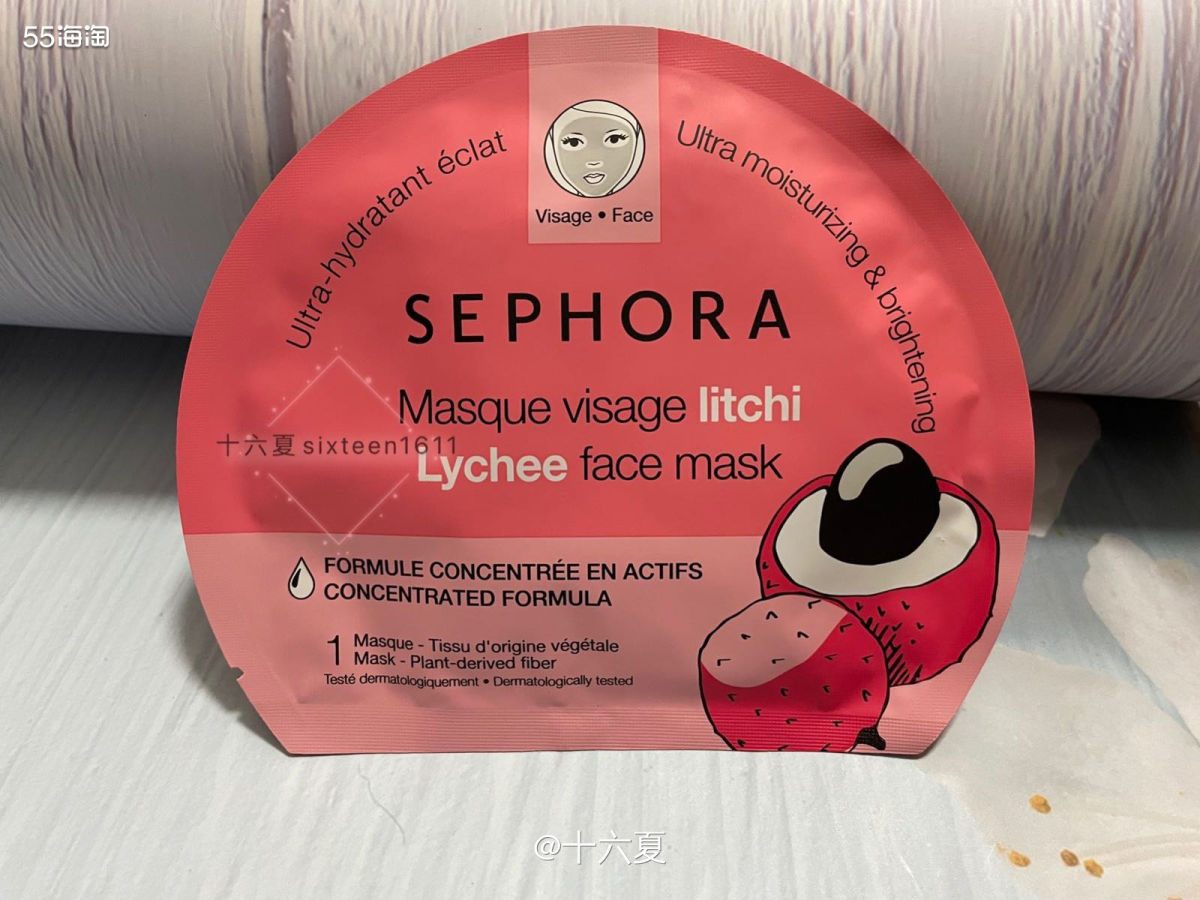 55海淘
Visage • Face
Ultra-hydratant éclat
Ultra moisturizing & brightening
SEPHORA
Masque visage litchi
十六夏 sixteen1611
Lychee face mask
FORMULE CONCENTRÉE EN ACTIFS
CONCENTRATED FORMULA
1 Masque - Tissu d'origine végétale
Mask - Plant-derived fiber
Testé dermatologiquement • Dermatologically tested
@十六夏